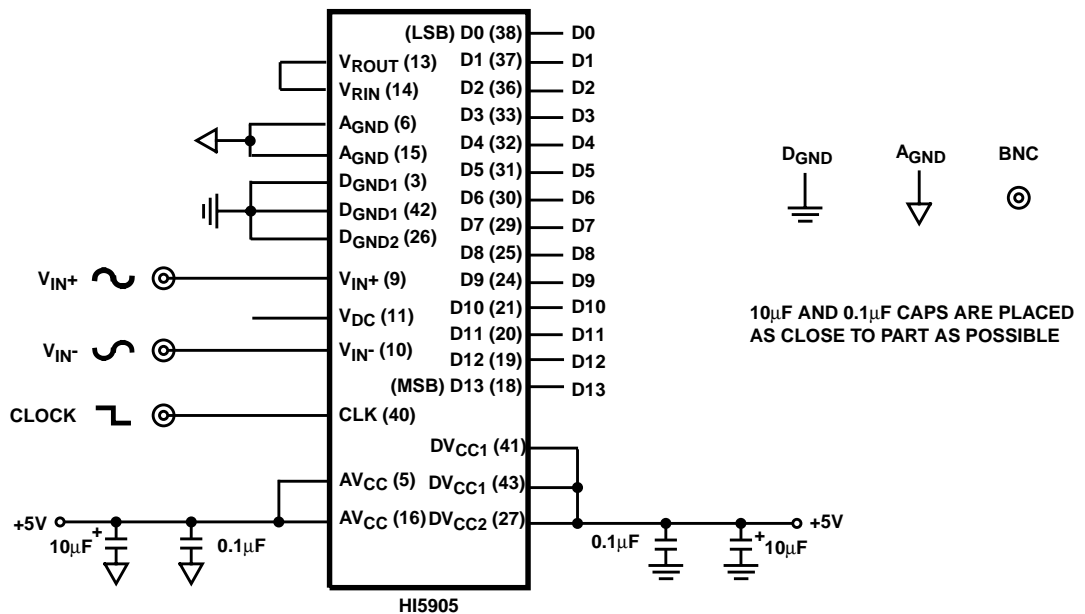 (LSB) D0 (38) D0
VROUT (13) D1 (37) D1
VRIN (14) D2 (36) D2
AGND (6) D3 (33) D3
D4 (32) D4
AGND (15) D5 (31) D5
DGND1 (3) D6 (30) D6
DGND1 (42) D7 (29) D7
DGND2 (26) D8 (25) D8
VIN+ VIN+ (9) D9 (24) D9
VDC (11) D10 (21) D10
D11 (20) D11
VIN- VIN- (10) D12 (19) D12
(MSB) D13 (18) D13
CLOCK CLK (40)
DVCC1 (41)
AVCC (5) DVCC1 (43)
+5V AVCC (16) DVCC2 (27) +5V
10μF + 0.1μF 0.1μF + 10μF
HI5905
DGND AGND BNC
10μF AND 0.1μF CAPS ARE PLACED
AS CLOSE TO PART AS POSSIBLE